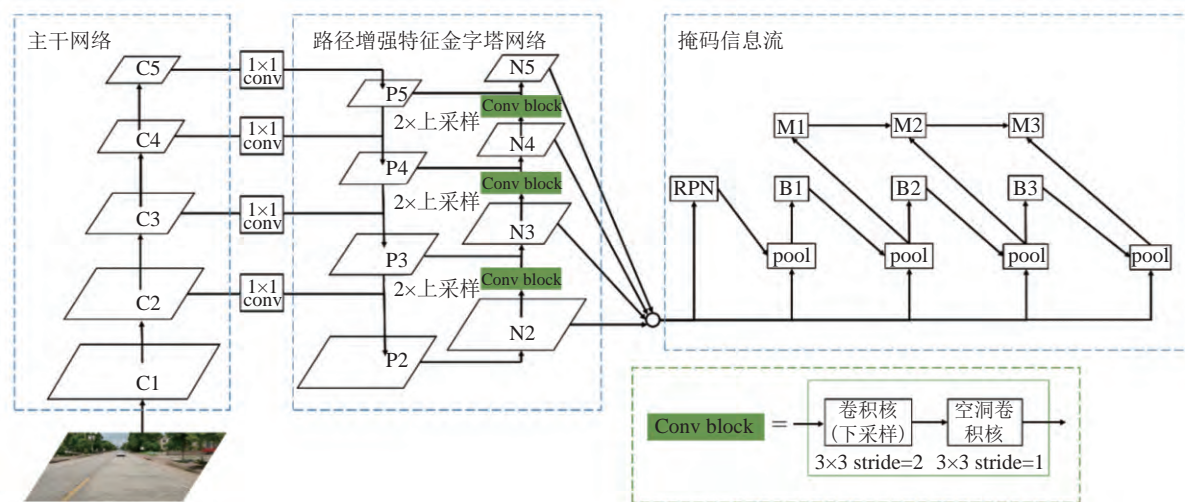 主干网络
C5
C4
C3
C2
C1
1×1
conv
1×1
conv
1×1
conv
1×1
conv
路径增强特征金字塔网络
P5
2×上采样
P4
2×上采样
P3
2×上采样
P2
N5
Conv block
N4
Conv block
N3
Conv block
N2
掩码信息流
M1
M2
M3
RPN
B1
B2
B3
pool
pool
pool
pool
Conv block
=
卷积核
(下采样)
空洞卷
积核
3×3 stride=2
3×3 stride=1